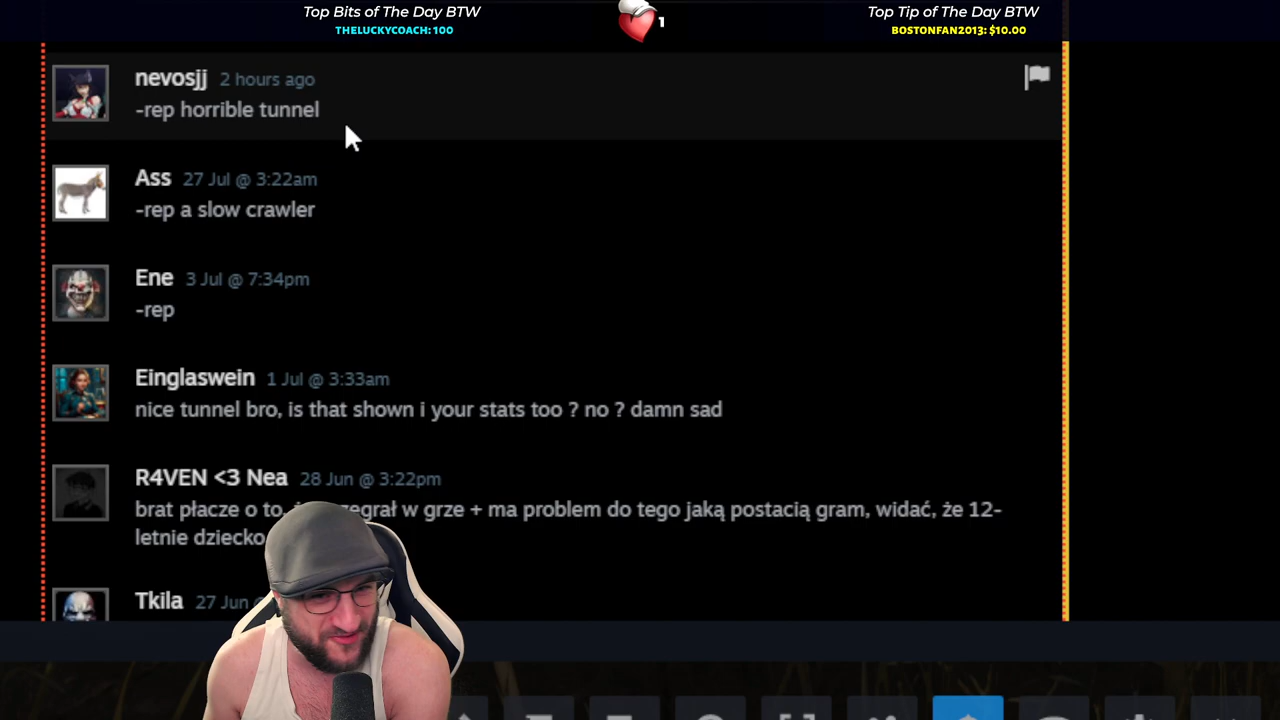 Top Bits of The Day BTW
THELUCKYCOACH: 100
1
Top Tip of The Day BTW
BOSTONFAN2013: $10.00
nevosjj 2 hours ago
-rep horrible tunnel
Ass 27 Jul @ 3:22am
-rep a slow crawler
Ene 3 Jul @ 7:34pm
-rep
Einglaswein 1 Jul @ 3:33am
nice tunnel bro, is that shown i your stats too ? no ? damn sad
R4VEN <3 Nea 28 Jun @ 3:22pm
brat płacze o to, w grze + ma problem do tego jaką postacią gram, widać, że 12-
letnie dziecko
Tkila 27 Jun